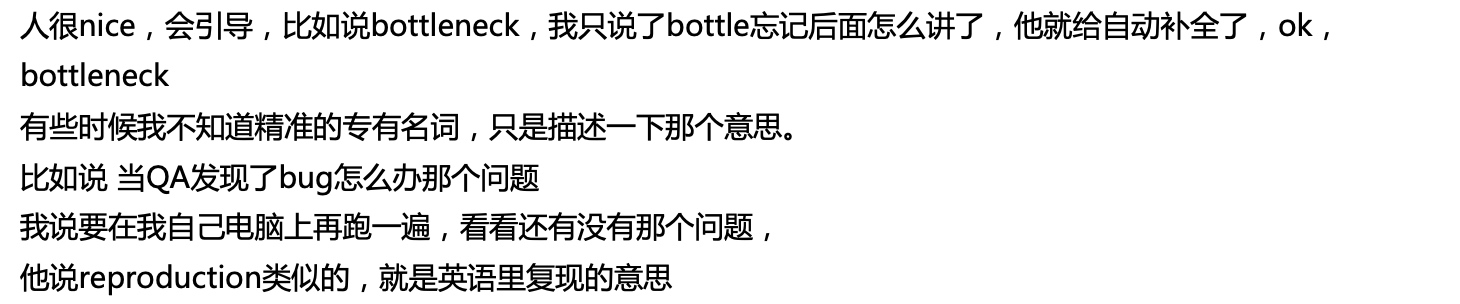 人很nice，会引导，比如说bottleneck，我只说了bottle忘记后面怎么讲了，他就给自动补全了，ok，
bottleneck
有些时候我不知道精准的专有名词，只是描述一下那个意思。
比如说 当QA发现了bug怎么办那个问题
我说要在我自己电脑上再跑一遍，看看还有没有那个问题，
他说reproduction类似的，就是英语里复现的意思